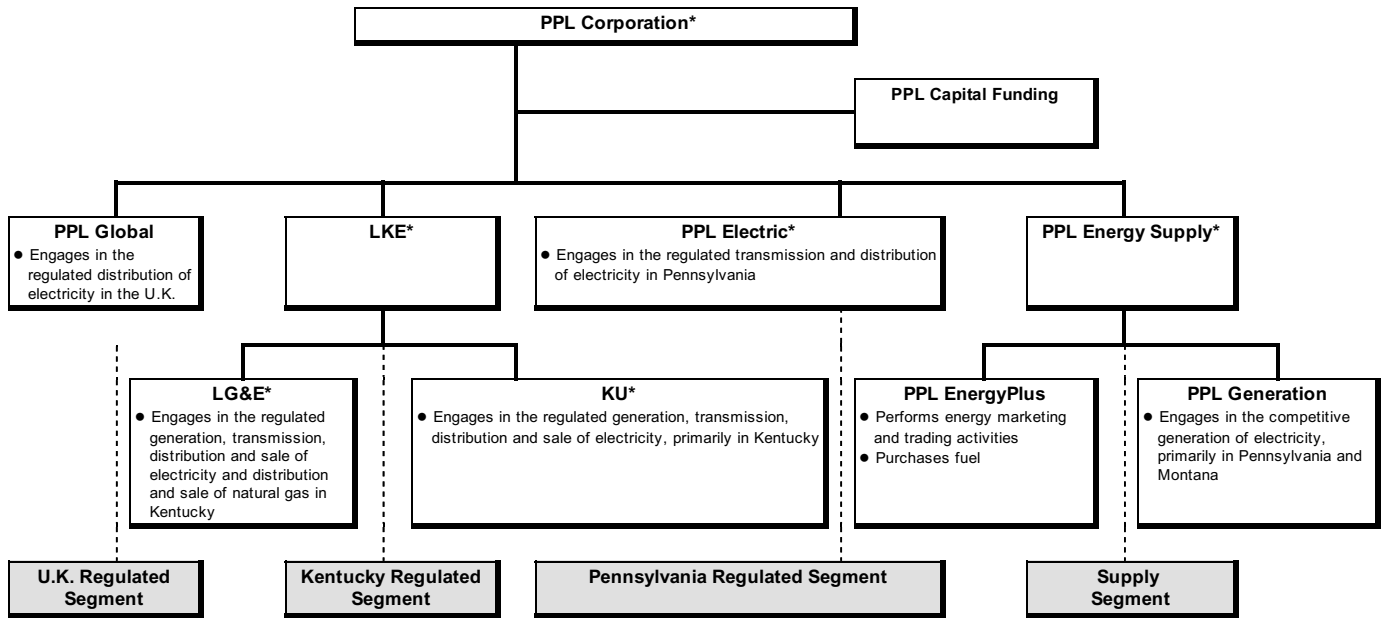 PPL Corporation*
PPL Capital Funding
PPL Global
● Engages in the
regulated distribution of
electricity in the U.K.
LKE*
PPL Electric*
● Engages in the regulated transmission and distribution
of electricity in Pennsylvania
PPL Energy Supply*
LG&E*
● Engages in the regulated
generation, transmission,
distribution and sale of
electricity and distribution
and sale of natural gas in
Kentucky
KU*
● Engages in the regulated generation, transmission,
distribution and sale of electricity, primarily in Kentucky
PPL EnergyPlus
● Performs energy marketing
and trading activities
● Purchases fuel
PPL Generation
● Engages in the competitive
generation of electricity,
primarily in Pennsylvania and
Montana
U.K. Regulated
Segment
Kentucky Regulated
Segment
Pennsylvania Regulated Segment
Supply
Segment